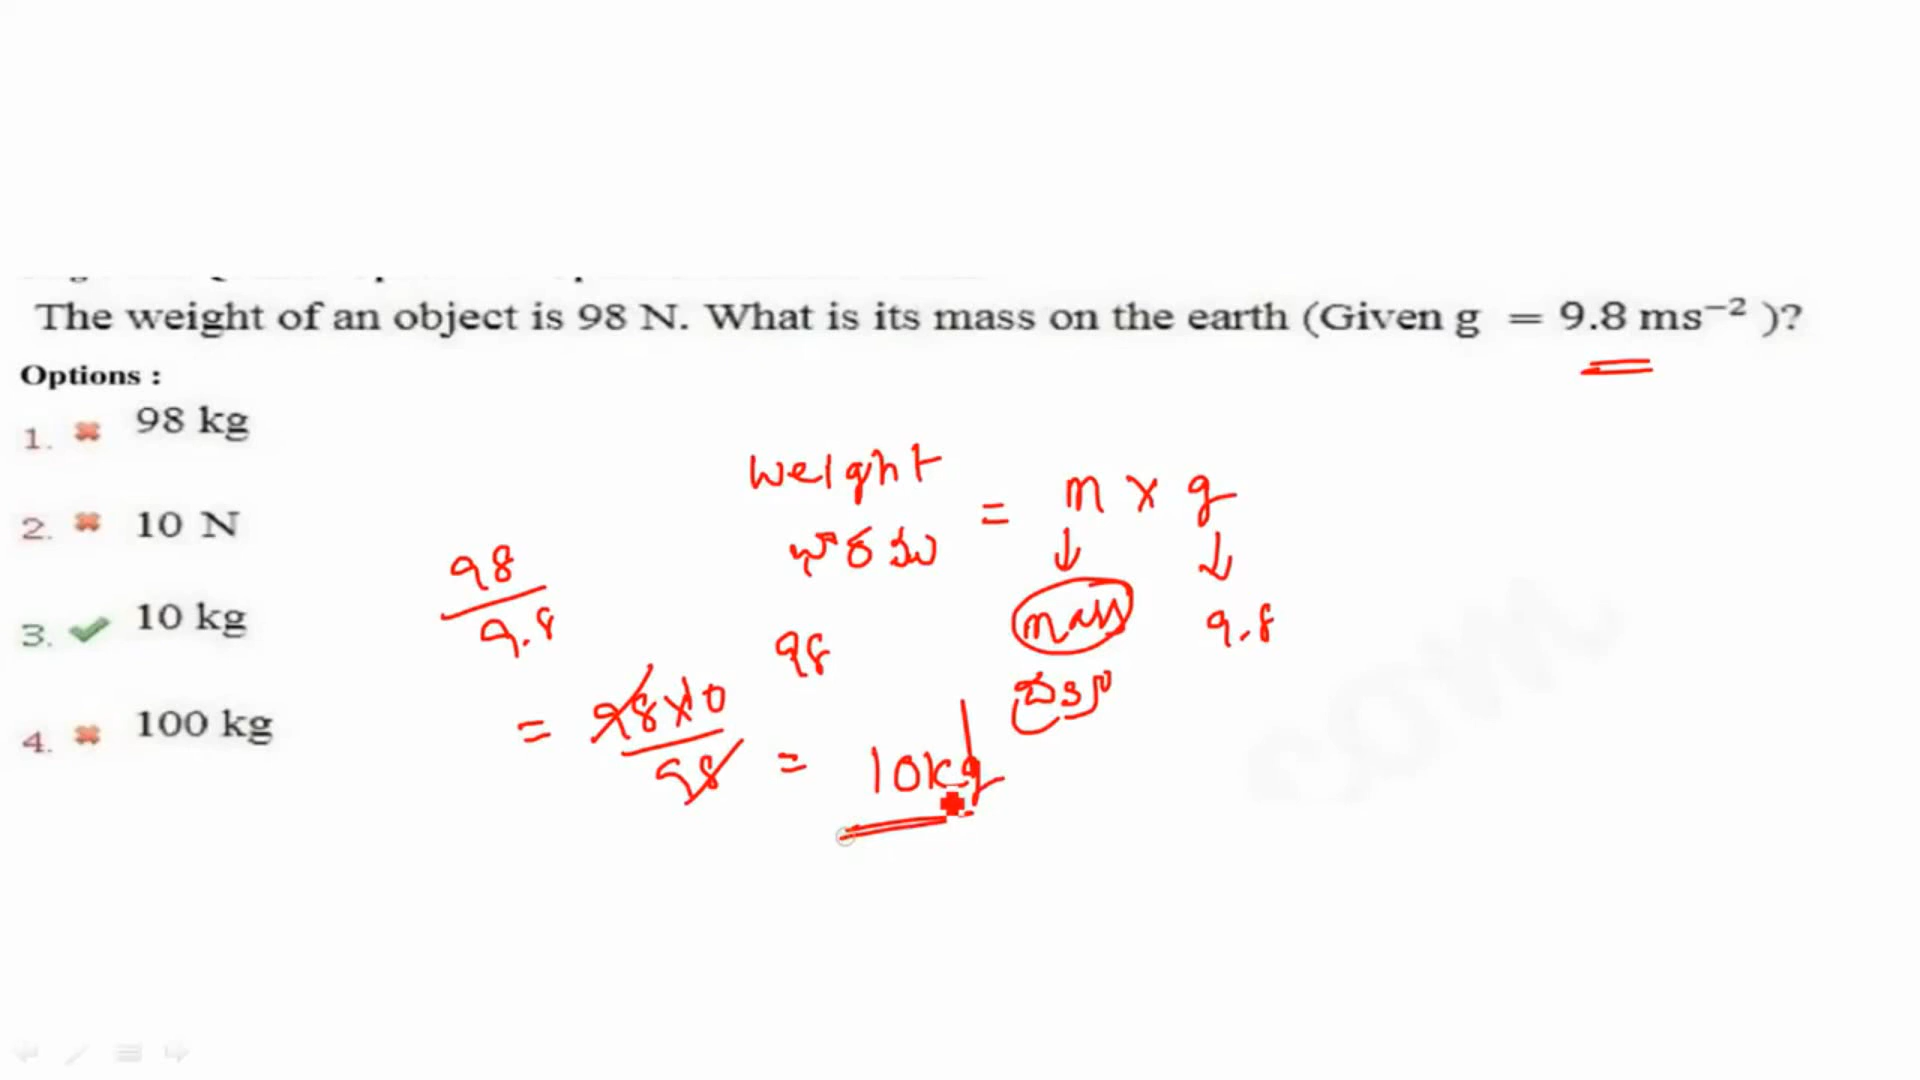 The weight of an object is 98 N. What is its mass on the earth (Given g = 9.8 ms⁻² )?
Options :
1. ✖ 98 kg
2. ✖ 10 N
3. ✔ 10 kg
4. ✖ 100 kg
weight = m x g
భారము
mass 9.8
98
98/9.8
= 98x10/98 = 10kg
com